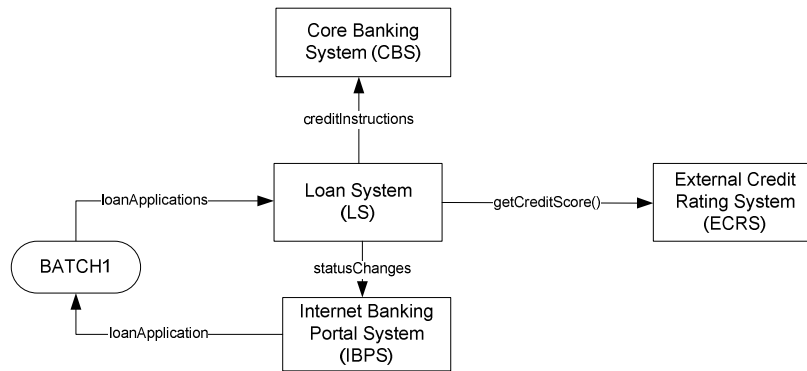 Core Banking
System (CBS)
creditInstructions
loanApplications
Loan System
(LS)
getCreditScore()
External Credit
Rating System
(ECRS)
BATCH1
statusChanges
loanApplication
Internet Banking
Portal System
(IBPS)